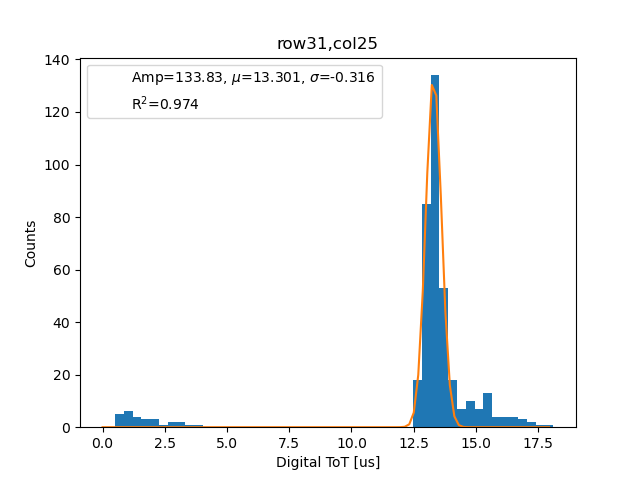 row31,col25
Amp=133.83, μ=13.301, σ=-0.316
R²=0.974
140
120
100
80
60
40
20
0
Counts
0.0 2.5 5.0 7.5 10.0 12.5 15.0 17.5
Digital ToT [us]